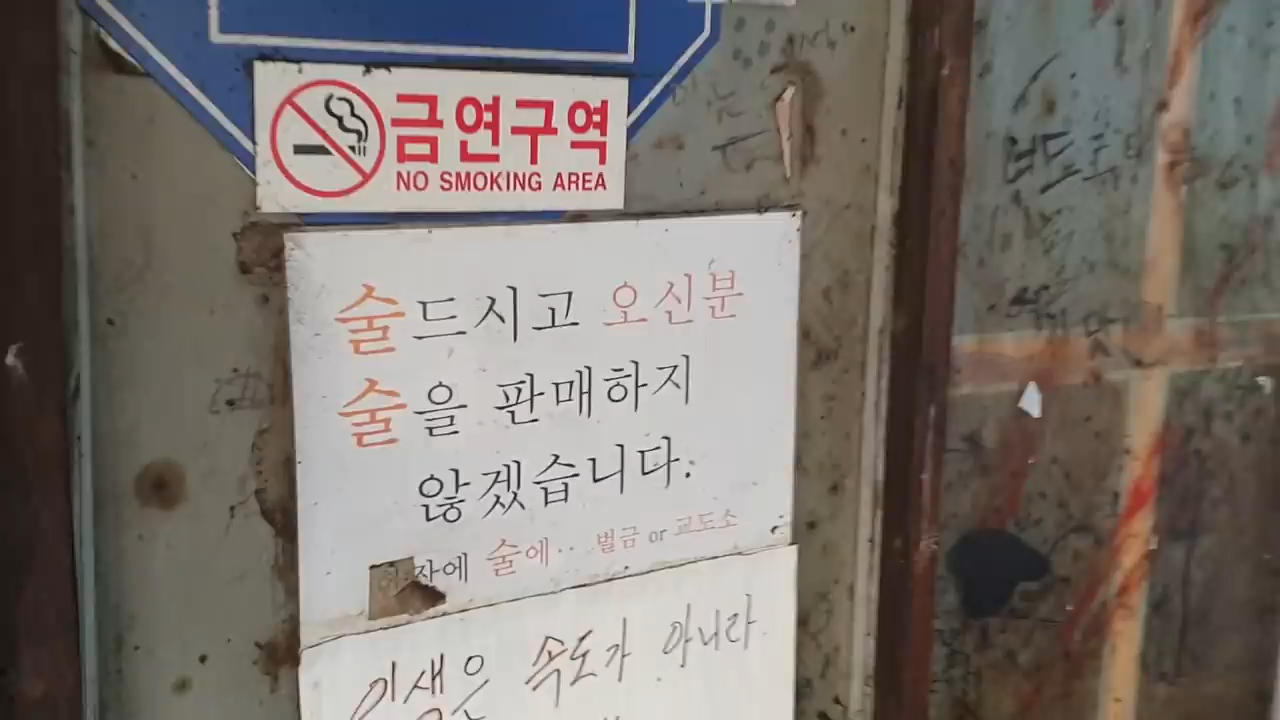 금연구역
NO SMOKING AREA
술드시고 오신분
술을 판매하지
않겠습니다.
자에 술에·· 벌금 or 교도소
인생은 속도가 아니라